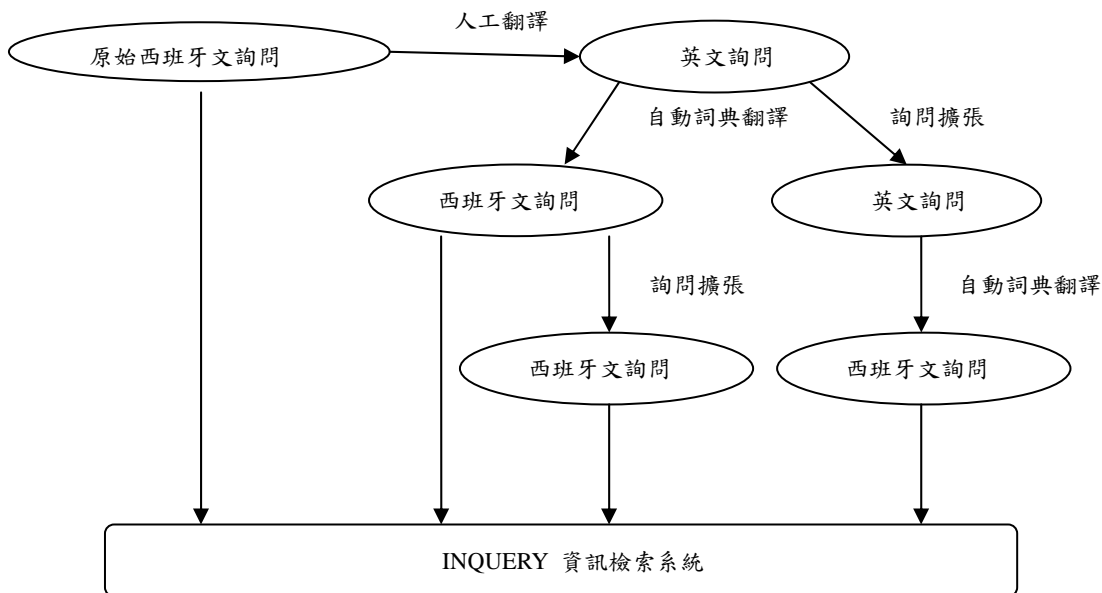 人工翻譯
原始西班牙文詢問
英文詢問
自動詞典翻譯
詢問擴張
西班牙文詢問
英文詢問
詢問擴張
自動詞典翻譯
西班牙文詢問
西班牙文詢問
INQUERY 資訊檢索系統